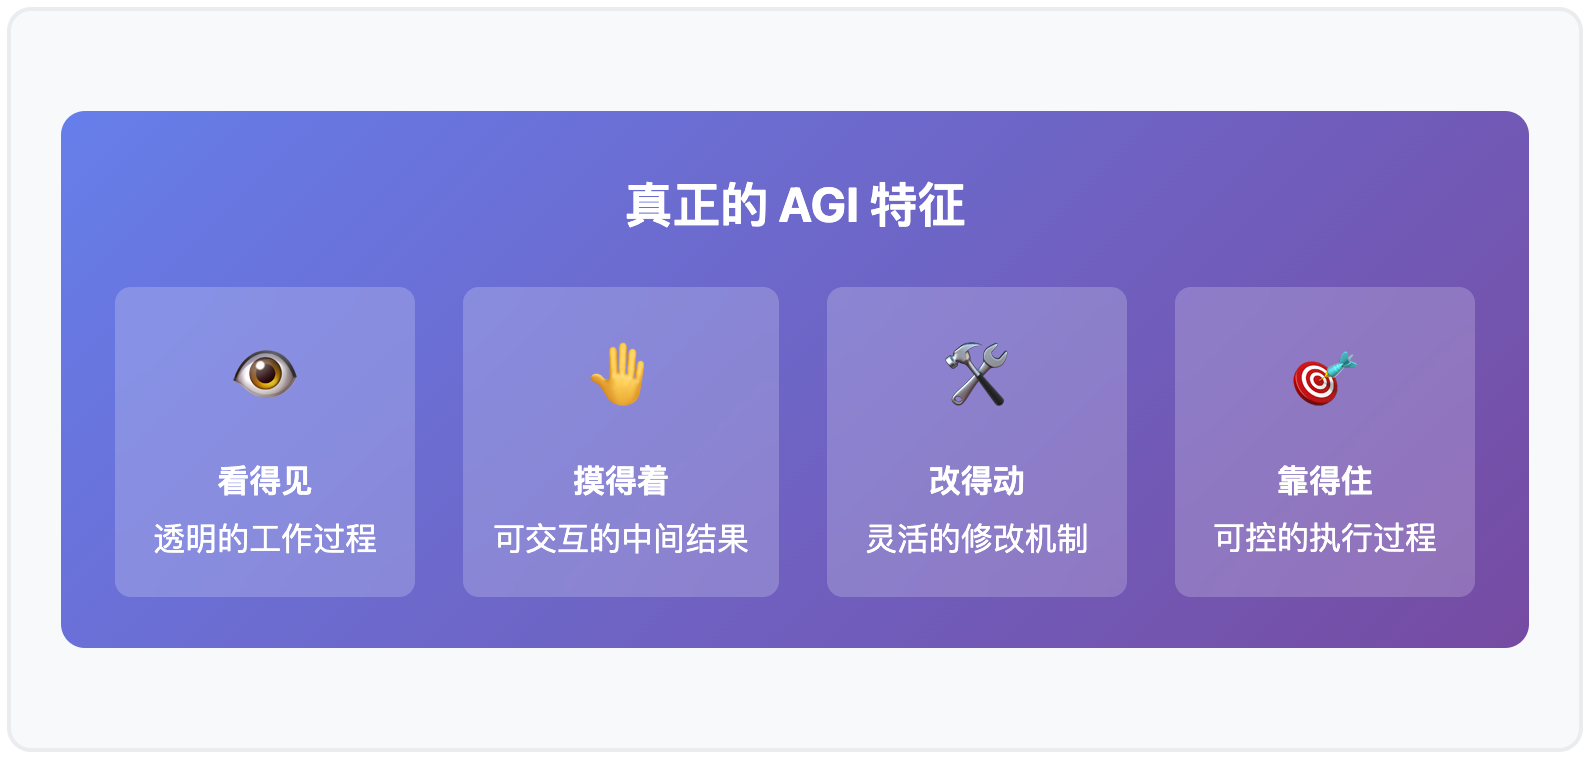 真正的 AGI 特征
看得见
透明的工作过程
摸得着
可交互的中间结果
改得动
灵活的修改机制
靠得住
可控的执行过程